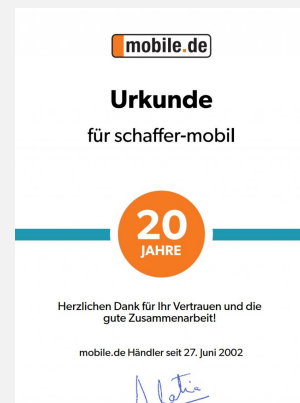 mobile.de
Urkunde
für schaffer-mobil
20
JAHRE
Herzlichen Dank für Ihr Vertrauen und die
gute Zusammenarbeit!
mobile.de Händler seit 27. Juni 2002